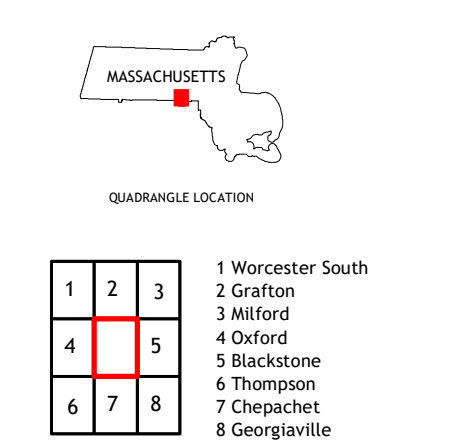 MASSACHUSETTS
QUADRANGLE LOCATION
1 2 3
4 5
6 7 8
1 Worcester South
2 Grafton
3 Milford
4 Oxford
5 Blackstone
6 Thompson
7 Chepachet
8 Georgiaville